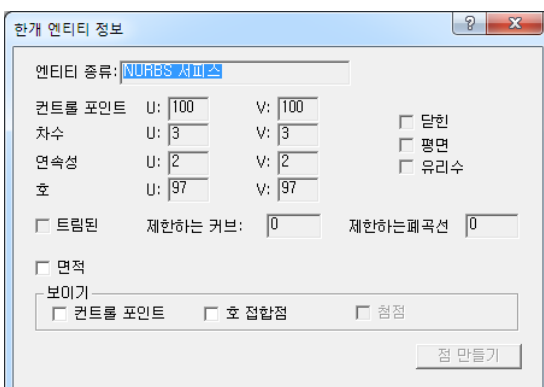 한개 엔티티 정보
엔티티 종류: NURBS 서피스
컨트롤 포인트 U: 100 V: 100
차수 U: 3 V: 3
연속성 U: 2 V: 2
호 U: 97 V: 97
닫힌
평면
유리수
트림된 제한하는 커브: 0 제한하는폐곡선 0
면적
보이기
컨트롤 포인트 호 접합점 첨점
점 만들기